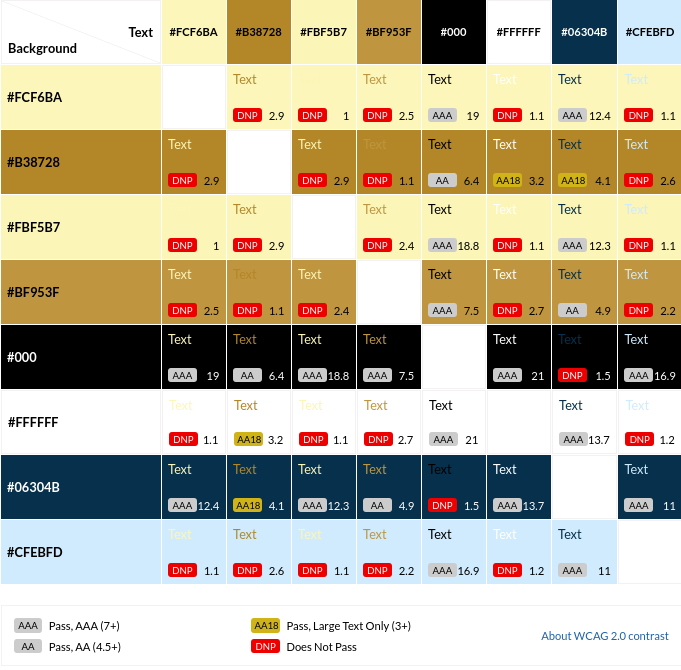 Text
Background
#FCF6BA #B38728 #FBF5B7 #BF953F #000 #FFFFFF #06304B #CFEBFD
#FCF6BA
Text Text Text Text Text Text
DNP 2.9 DNP 1 DNP 2.5 AAA 19 DNP 1.1 AAA 12.4 DNP 1.1
#B38728
Text Text Text Text Text Text Text
DNP 2.9 DNP 2.9 DNP 1.1 AA 6.4 AA18 3.2 AA18 4.1 DNP 2.6
#FBF5B7
Text Text Text Text Text Text
DNP 1 DNP 2.9 DNP 2.4 AAA 18.8 DNP 1.1 AAA 12.3 DNP 1.1
#BF953F
Text Text Text Text Text Text Text
DNP 2.5 DNP 1.1 DNP 2.4 AAA 7.5 DNP 2.7 AA 4.9 DNP 2.2
#000
Text Text Text Text Text Text Text
AAA 19 AA 6.4 AAA 18.8 AAA 7.5 AAA 21 DNP 1.5 AAA 16.9
#FFFFFF
Text Text Text Text Text Text Text
DNP 1.1 AA18 3.2 DNP 1.1 DNP 2.7 AAA 21 AAA 13.7 DNP 1.2
#06304B
Text Text Text Text Text Text Text
AAA 12.4 AA18 4.1 AAA 12.3 AA 4.9 DNP 1.5 AAA 13.7 AAA 11
#CFEBFD
Text Text Text Text Text Text Text
DNP 1.1 DNP 2.6 DNP 1.1 DNP 2.2 AAA 16.9 DNP 1.2 AAA 11
AAA Pass, AAA (7+)
AA Pass, AA (4.5+)
AA18 Pass, Large Text Only (3+)
DNP Does Not Pass
About WCAG 2.0 contrast